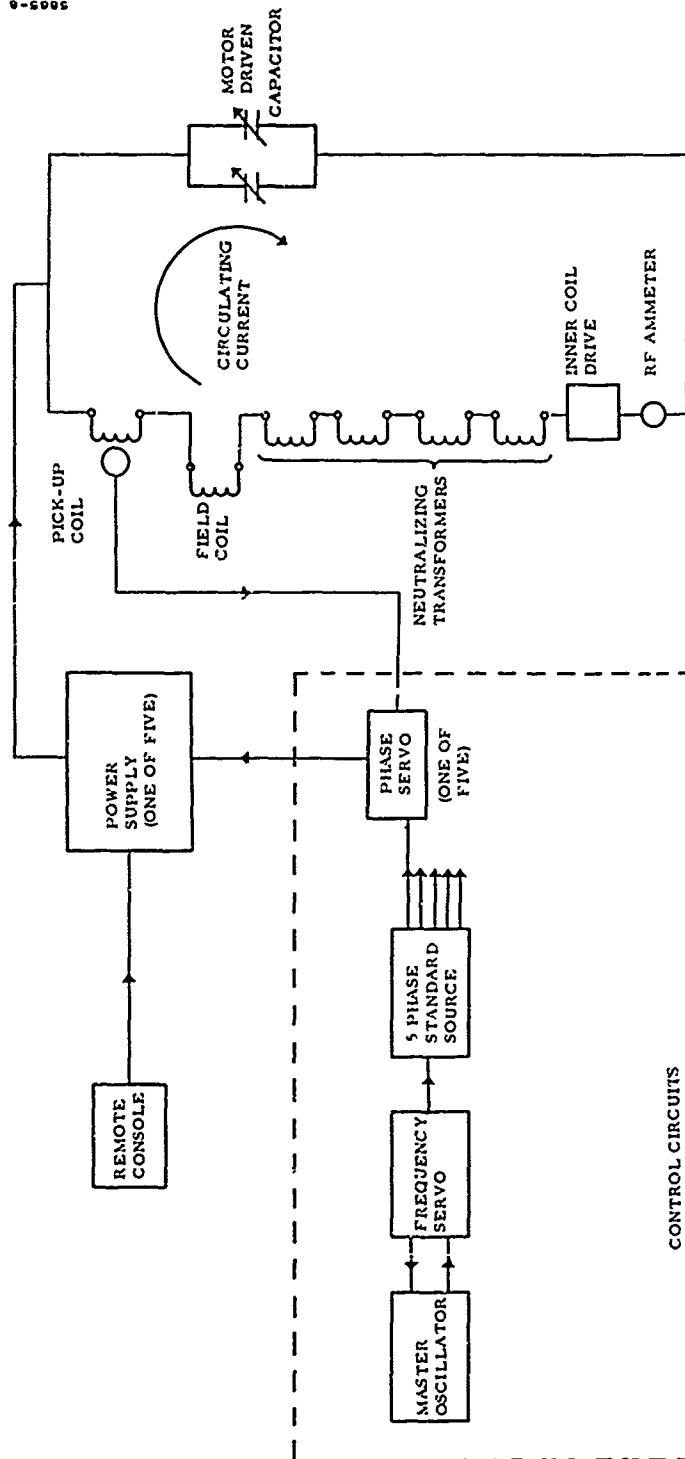 5865-6
MOTOR
DRIVEN
CAPACITOR
CIRCULATING
CURRENT
PICK-UP
COIL
FIELD
COIL
NEUTRALIZING
TRANSFORMERS
INNER COIL
DRIVE
RF AMMETER
POWER
SUPPLY
(ONE OF FIVE)
REMOTE
CONSOLE
PHASE
SERVO
(ONE OF
FIVE)
5 PHASE
STANDARD
SOURCE
FREQUENCY
SERVO
MASTER
OSCILLATOR
CONTROL CIRCUITS